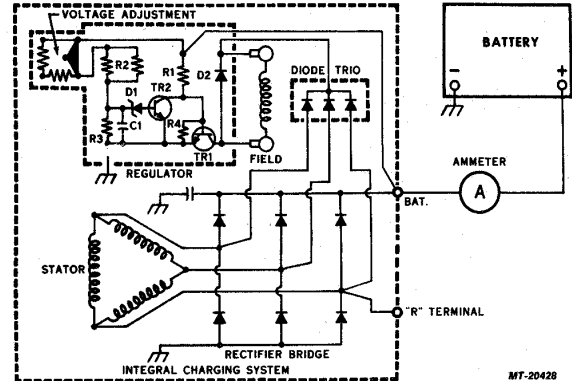 VOLTAGE ADJUSTMENT
BATTERY
- +
R2
R1
D2
DIODE TRIO
D1
TR2
R3
C1
R4
TR1
FIELD
REGULATOR
AMMETER
A
BAT.
STATOR
"R" TERMINAL
RECTIFIER BRIDGE
INTEGRAL CHARGING SYSTEM
MT-20428